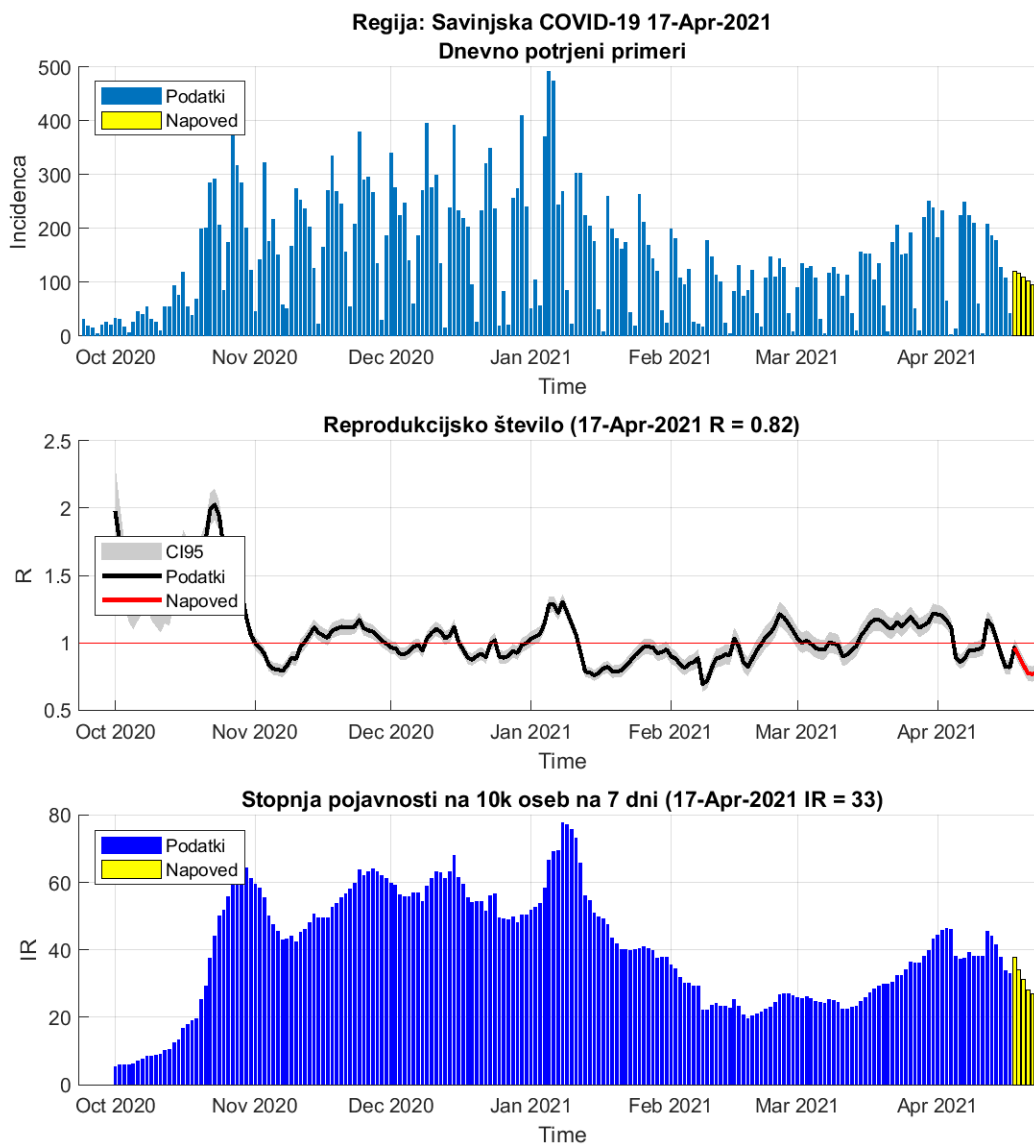 Regija: Savinjska COVID-19 17-Apr-2021
Dnevno potrjeni primeri
500
400
300
200
100
0
Incidenca
Podatki
Napoved
Oct 2020 Nov 2020 Dec 2020 Jan 2021 Feb 2021 Mar 2021 Apr 2021
Time
Reprodukcijsko število (17-Apr-2021 R = 0.82)
2.5
2
1.5
1
0.5
R
CI95
Podatki
Napoved
Oct 2020 Nov 2020 Dec 2020 Jan 2021 Feb 2021 Mar 2021 Apr 2021
Time
Stopnja pojavnosti na 10k oseb na 7 dni (17-Apr-2021 IR = 33)
80
60
40
20
0
IR
Podatki
Napoved
Oct 2020 Nov 2020 Dec 2020 Jan 2021 Feb 2021 Mar 2021 Apr 2021
Time